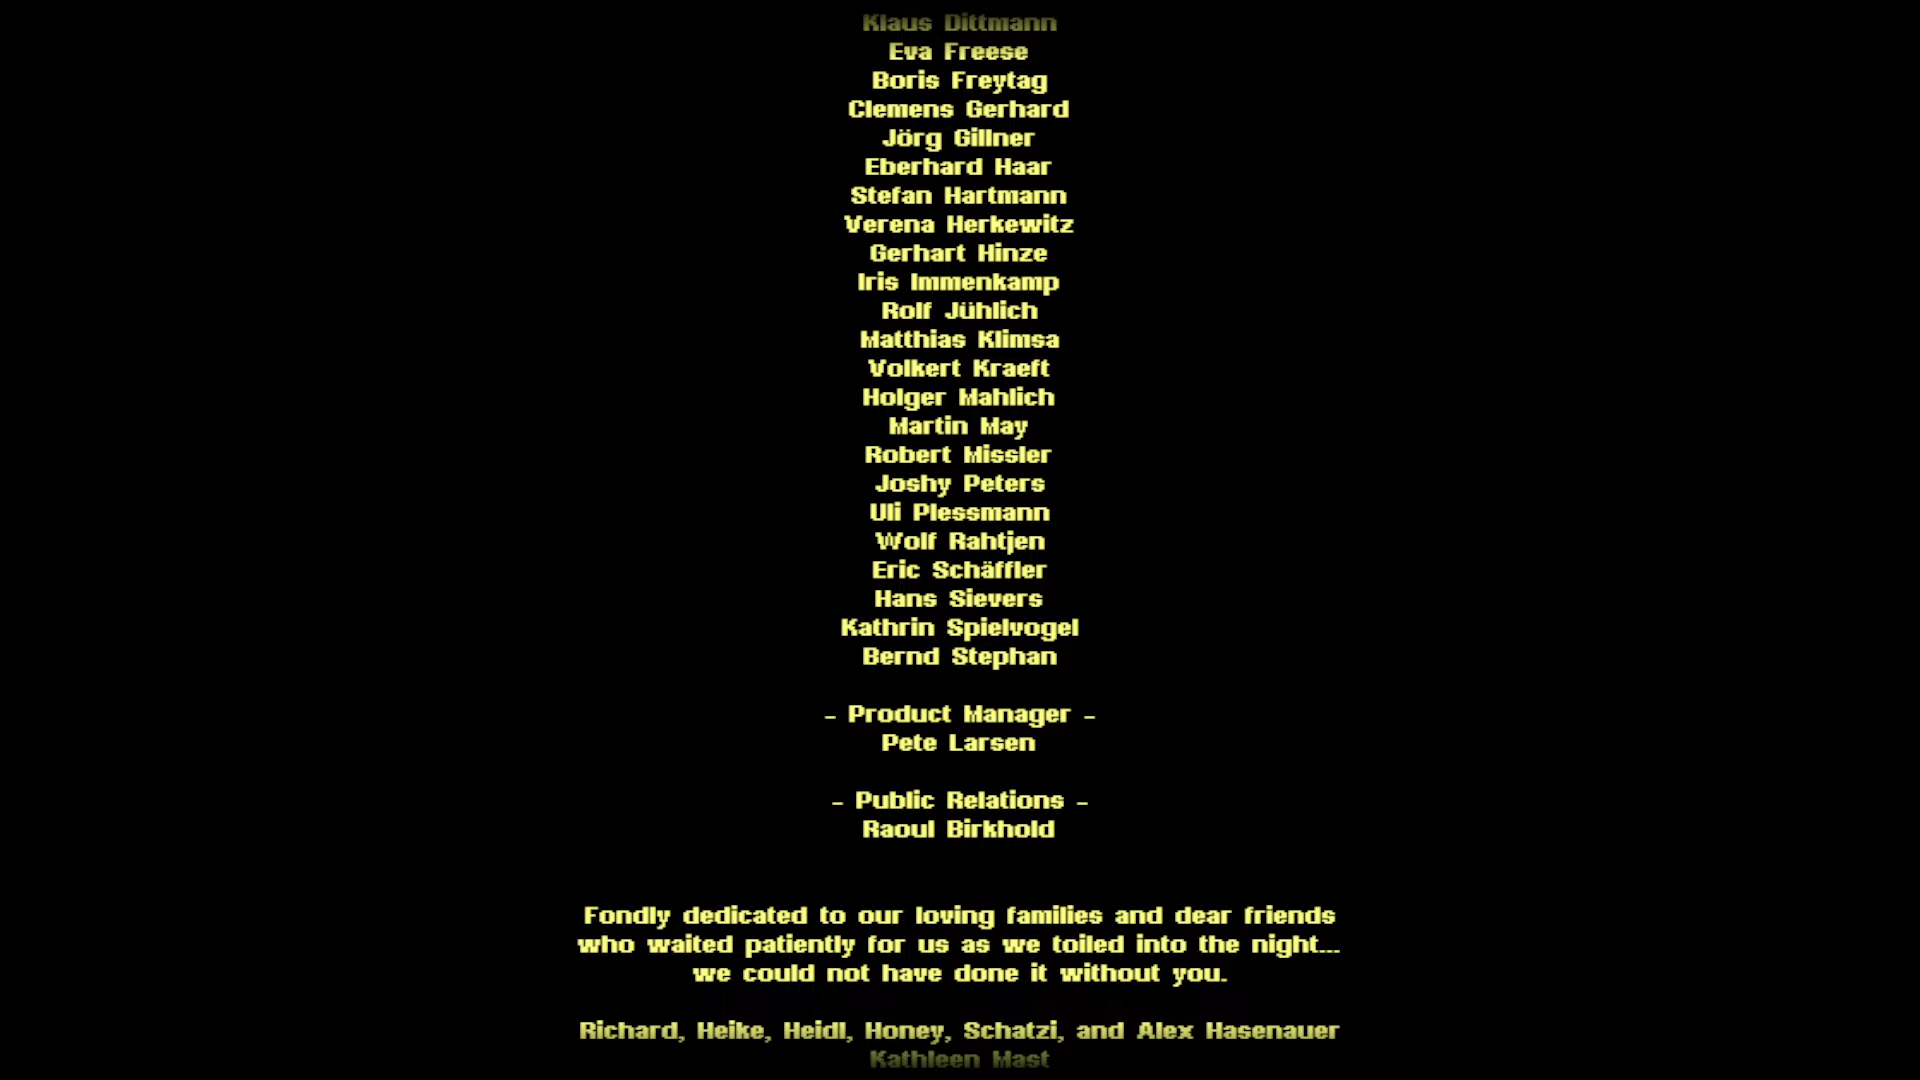 Klaus Dittmann
Eva Freese
Boris Freytag
Clemens Gerhard
Jörg Gillner
Eberhard Haar
Stefan Hartmann
Verena Herkewitz
Gerhart Hinze
Iris Immenkamp
Rolf Jühlich
Matthias Klimsa
Volkert Kraeft
Holger Mahlich
Martin May
Robert Missler
Joshy Peters
Uli Plessmann
Wolf Rahtjen
Eric Schäffler
Hans Sievers
Kathrin Spielvogel
Bernd Stephan
- Product Manager -
Pete Larsen
- Public Relations -
Raoul Birkhold
Fondly dedicated to our loving families and dear friends
who waited patiently for us as we toiled into the night...
we could not have done it without you.
Richard, Heike, Heidl, Honey, Schatzi, and Alex Hasenauer
Kathleen Mast